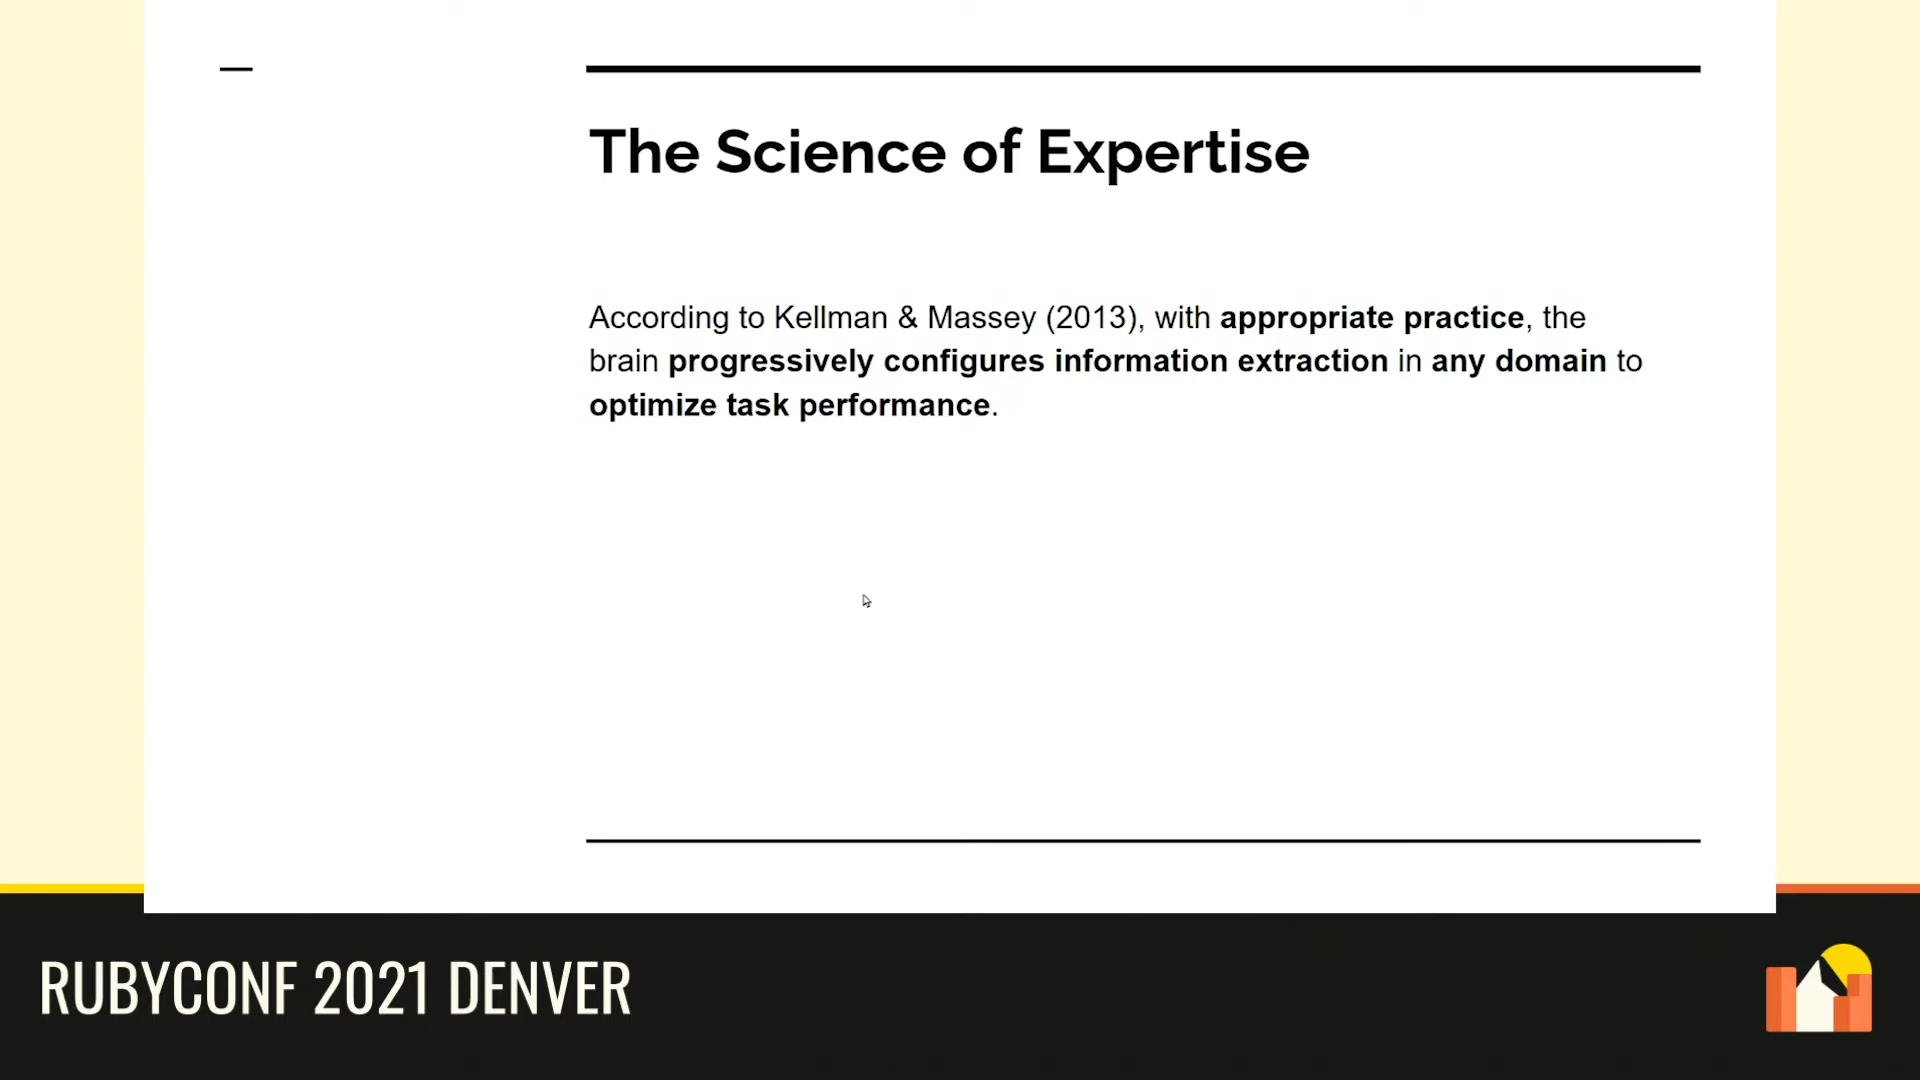 The Science of Expertise
According to Kellman & Massey (2013), with appropriate practice, the
brain progressively configures information extraction in any domain to
optimize task performance.
RUBYCONF 2021 DENVER